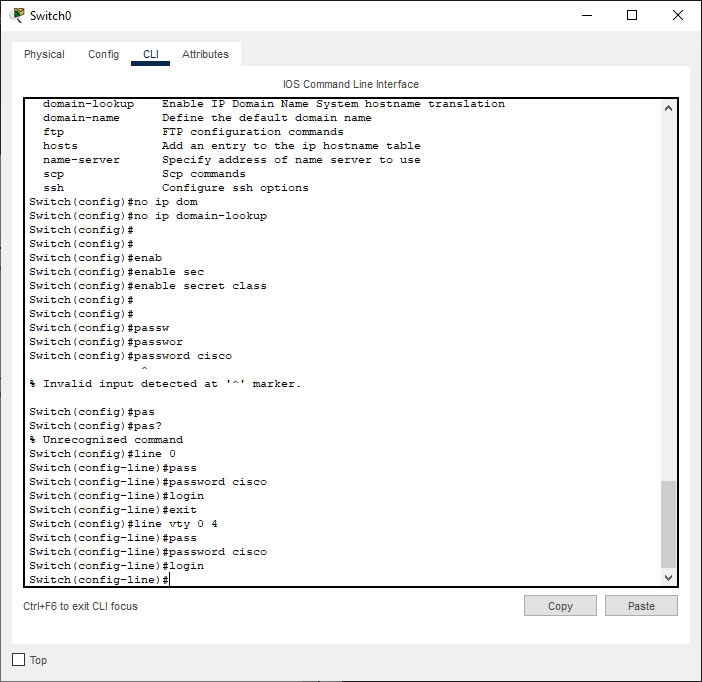 Switch0
Physical Config CLI Attributes
IOS Command Line Interface
domain-lookup Enable IP Domain Name System hostname translation
domain-name Define the default domain name
ftp FTP configuration commands
hosts Add an entry to the ip hostname table
name-server Specify address of name server to use
scp Scp commands
ssh Configure ssh options
Switch(config)#no ip dom
Switch(config)#no ip domain-lookup
Switch(config)#
Switch(config)#
Switch(config)#enab
Switch(config)#enable sec
Switch(config)#enable secret class
Switch(config)#
Switch(config)#
Switch(config)#passw
Switch(config)#passwor
Switch(config)#password cisco
^
% Invalid input detected at '^' marker.
Switch(config)#pas
Switch(config)#pas?
% Unrecognized command
Switch(config)#line 0
Switch(config-line)#pass
Switch(config-line)#password cisco
Switch(config-line)#login
Switch(config-line)#exit
Switch(config)#line vty 0 4
Switch(config-line)#pass
Switch(config-line)#password cisco
Switch(config-line)#login
Switch(config-line)#
Ctrl+F6 to exit CLI focus
Copy Paste
Top